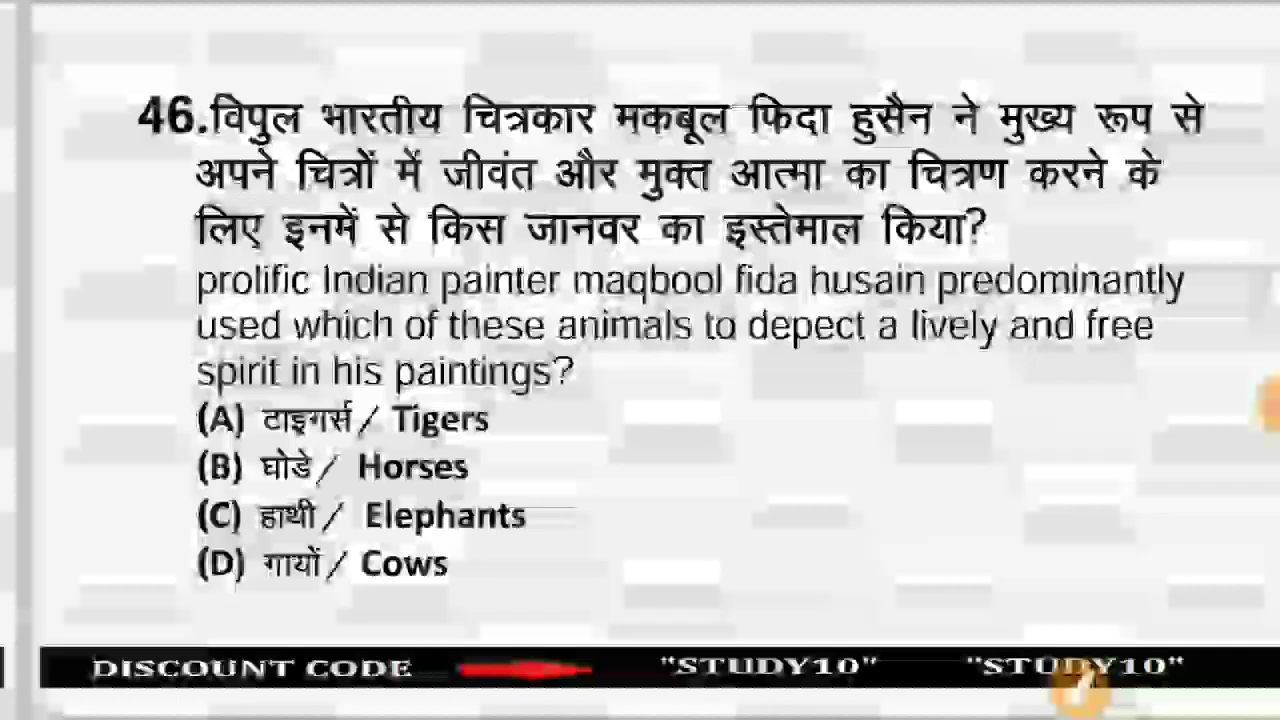 46.विपुल भारतीय चित्रकार मकबूल फिदा हुसैन ने मुख्य रूप से
अपने चित्रों में जीवंत और मुक्त आत्मा का चित्रण करने के
लिए इनमें से किस जानवर का इस्तेमाल किया?
prolific Indian painter maqbool fida husain predominantly
used which of these animals to depect a lively and free
spirit in his paintings?
(A) टाइगर्स / Tigers
(B) घोडे / Horses
(C) हाथी / Elephants
(D) गायों / Cows
DISCOUNT CODE "STUDY10" "STUDY10"